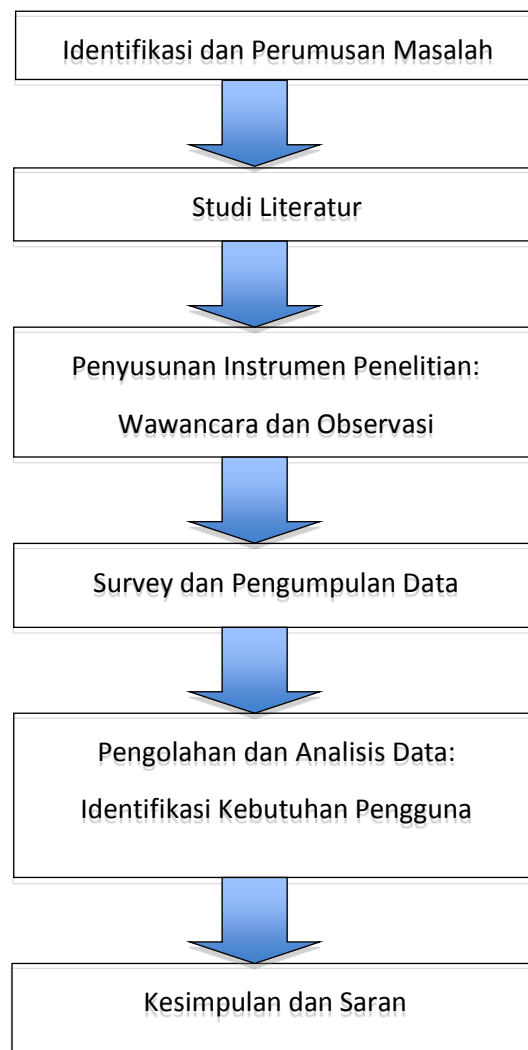 Identifikasi dan Perumusan Masalah
Studi Literatur
Penyusunan Instrumen Penelitian:
Wawancara dan Observasi
Survey dan Pengumpulan Data
Pengolahan dan Analisis Data:
Identifikasi Kebutuhan Pengguna
Kesimpulan dan Saran